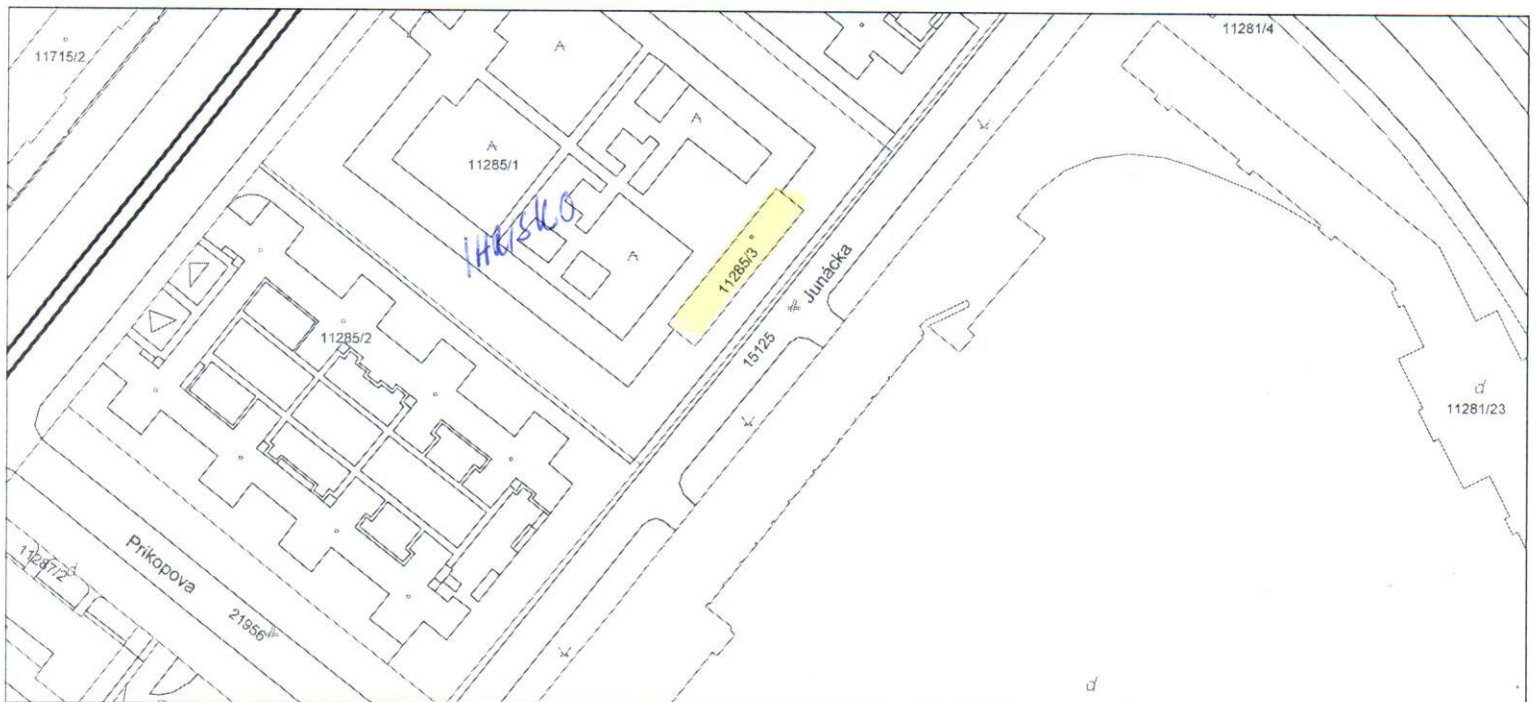 11715/2
11281/4
A
A
A
11285/1
IHRISKO
A
11285/3
Junácka
15125
11285/2
11281/23
Príkopova
21956
11287/2